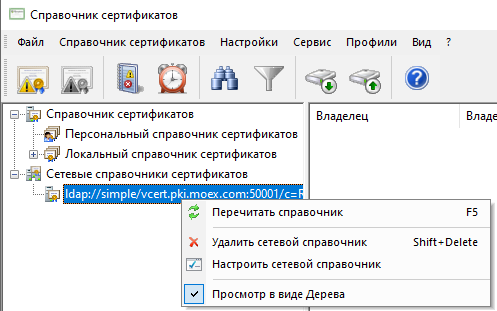 Справочник сертификатов
Файл Справочник сертификатов Настройки Сервис Профили Вид ?
Справочник сертификатов
Персональный справочник сертификатов
Локальный справочник сертификатов
Сетевые справочники сертификатов
ldap://simple/vcert.pki.moex.com:50001/c=R
Владелец Владе
Перечитать справочник F5
Удалить сетевой справочник Shift+Delete
Настроить сетевой справочник
Просмотр в виде Дерева